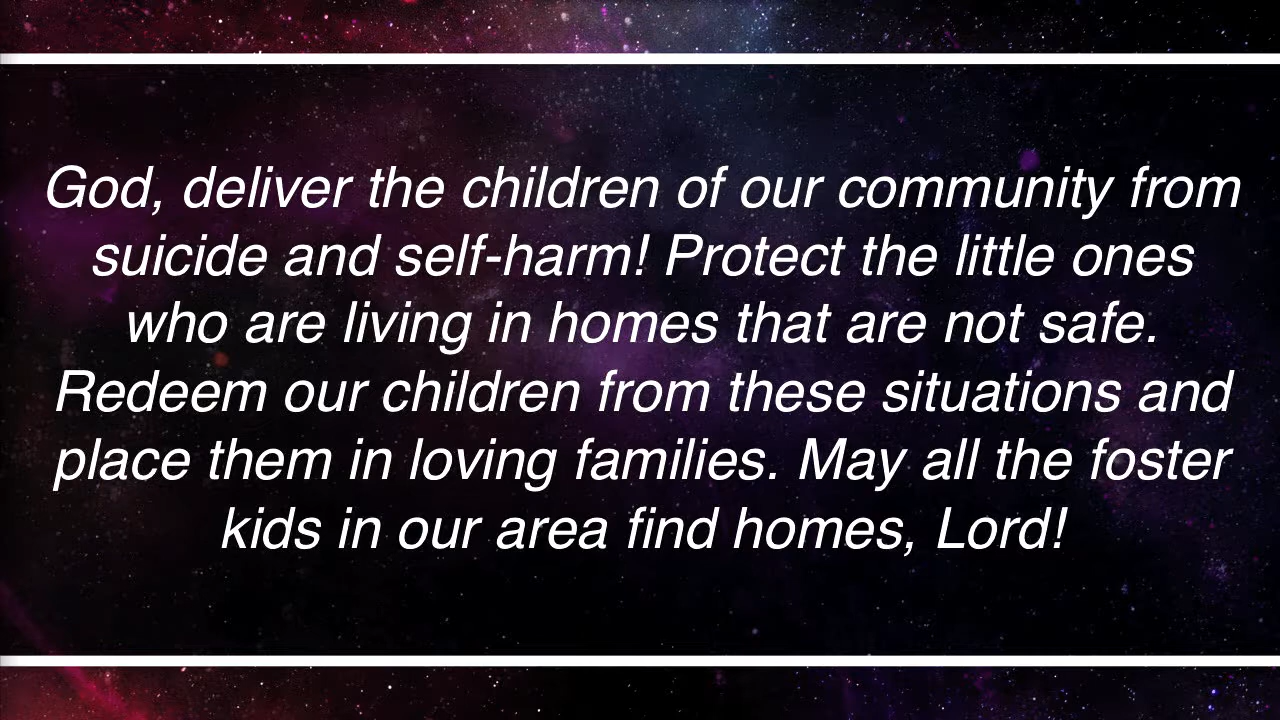 God, deliver the children of our community from
suicide and self-harm! Protect the little ones
who are living in homes that are not safe.
Redeem our children from these situations and
place them in loving families. May all the foster
kids in our area find homes, Lord!